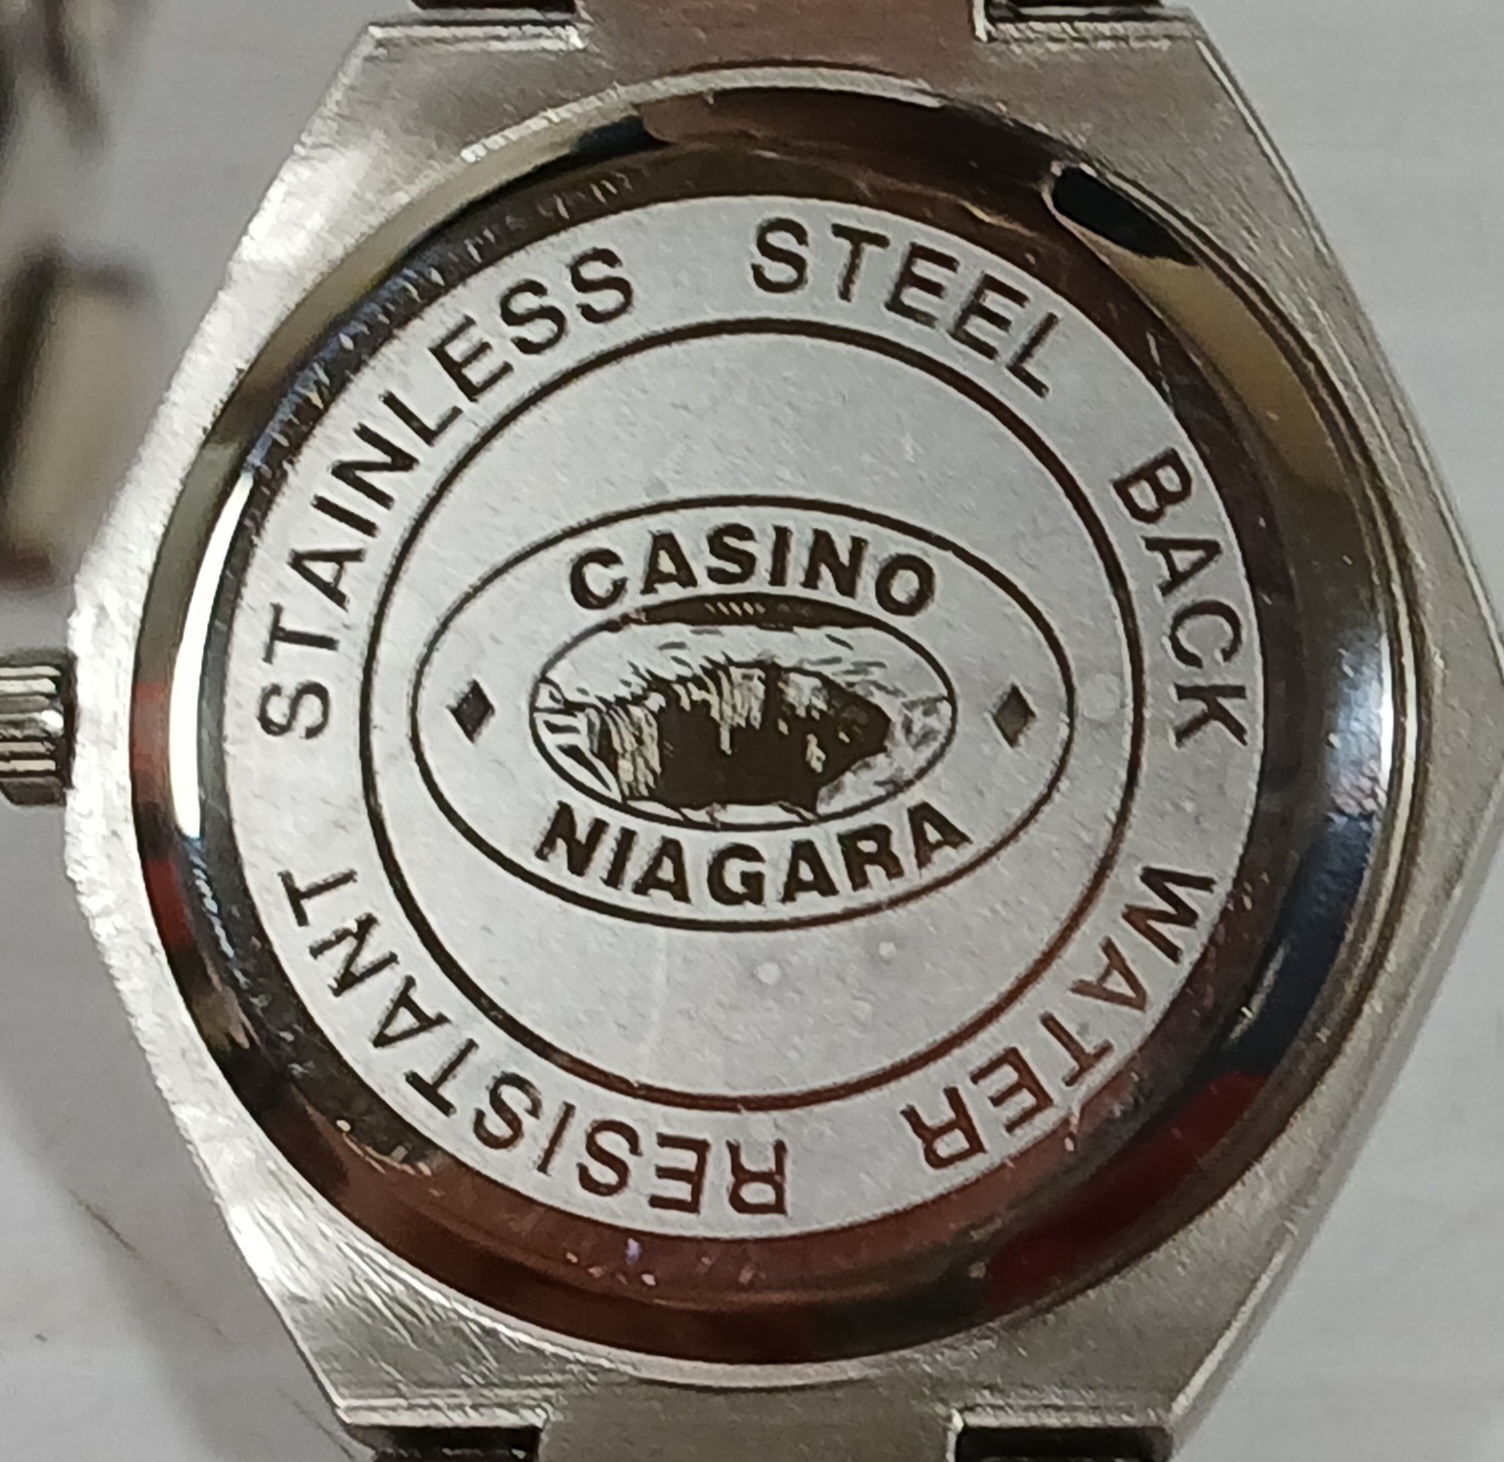 STAINLESS STEEL BACK WATER RESISTANT
CASINO
NIAGARA